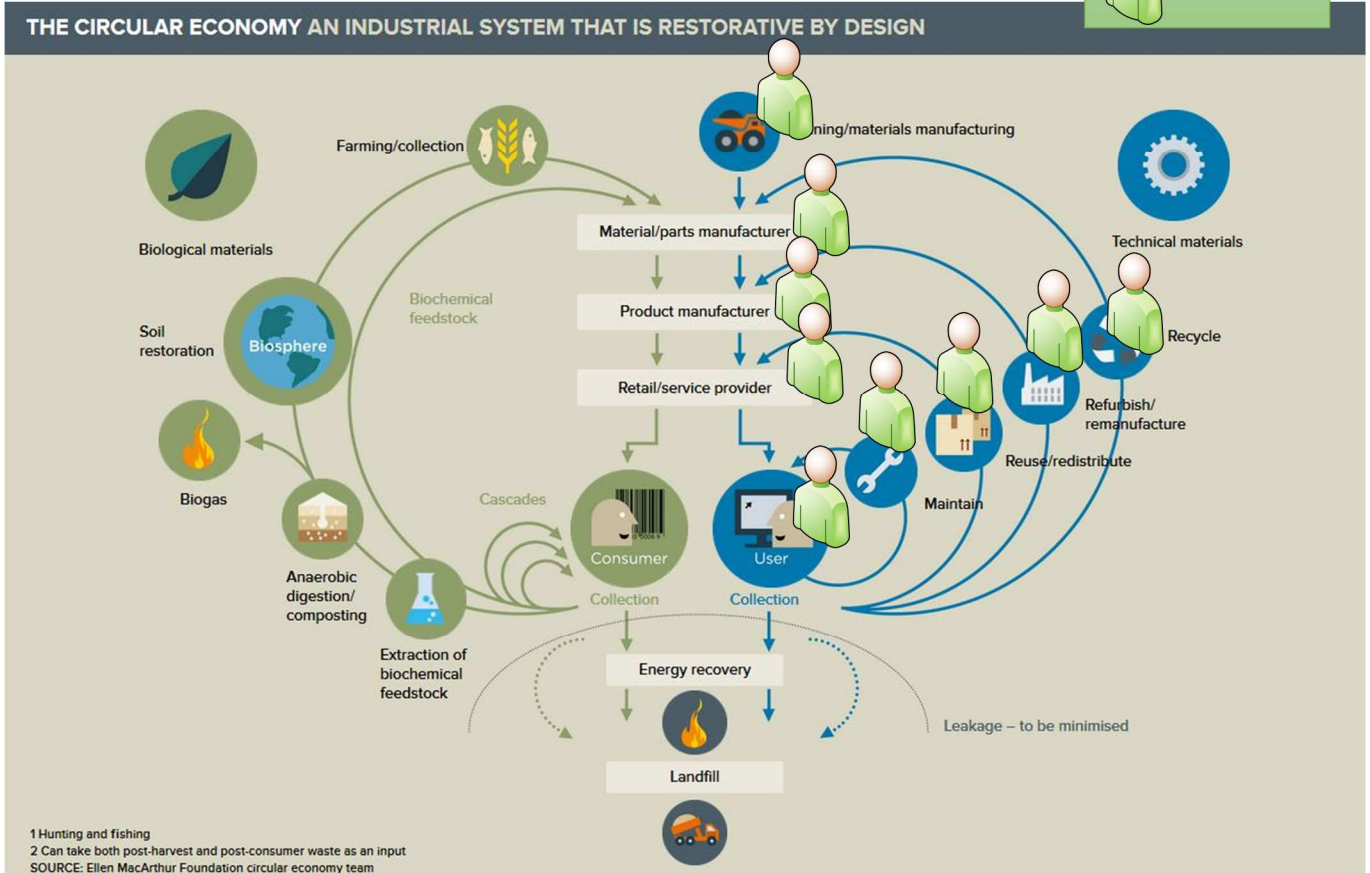 THE CIRCULAR ECONOMY AN INDUSTRIAL SYSTEM THAT IS RESTORATIVE BY DESIGN
Farming/collection
ning/materials manufacturing
Biological materials
Technical materials
Material/parts manufacturer
Biochemical
feedstock
Product manufacturer
Soil
restoration
Biosphere
Recycle
Retail/service provider
Refurbish/
remanufacture
Reuse/redistribute
Biogas
Cascades
Maintain
Consumer
User
Anaerobic
digestion/
composting
Collection
Collection
Extraction of
biochemical
feedstock
Energy recovery
Leakage – to be minimised
Landfill
1 Hunting and fishing
2 Can take both post-harvest and post-consumer waste as an input
SOURCE: Ellen MacArthur Foundation circular economy team